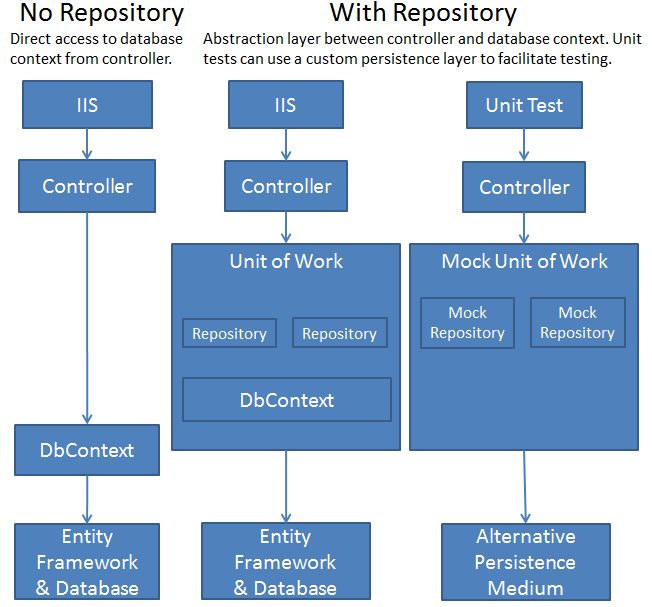 No Repository
Direct access to database
context from controller.
IIS
Controller
DbContext
Entity
Framework
& Database
With Repository
Abstraction layer between controller and database context. Unit
tests can use a custom persistence layer to facilitate testing.
IIS
Controller
Unit of Work
Repository
Repository
DbContext
Entity
Framework
& Database
Unit Test
Controller
Mock Unit of Work
Mock
Repository
Mock
Repository
Alternative
Persistence
Medium